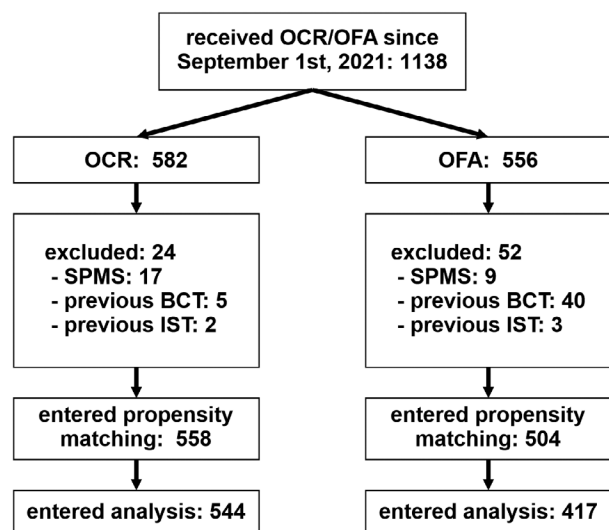 received OCR/OFA since
September 1st, 2021: 1138
OCR: 582
OFA: 556
excluded: 24
- SPMS: 17
- previous BCT: 5
- previous IST: 2
excluded: 52
- SPMS: 9
- previous BCT: 40
- previous IST: 3
entered propensity
matching: 558
entered propensity
matching: 504
entered analysis: 544
entered analysis: 417